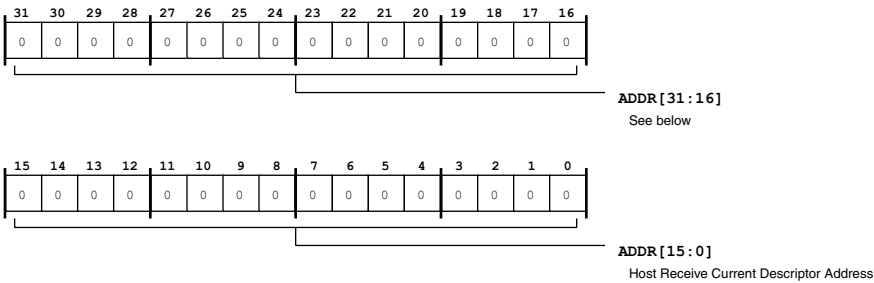 31 30 29 28 27 26 25 24 23 22 21 20 19 18 17 16
0 0 0 0 0 0 0 0 0 0 0 0 0 0 0 0
ADDR[31:16]
See below
15 14 13 12 11 10 9 8 7 6 5 4 3 2 1 0
0 0 0 0 0 0 0 0 0 0 0 0 0 0 0 0
ADDR[15:0]
Host Receive Current Descriptor Address